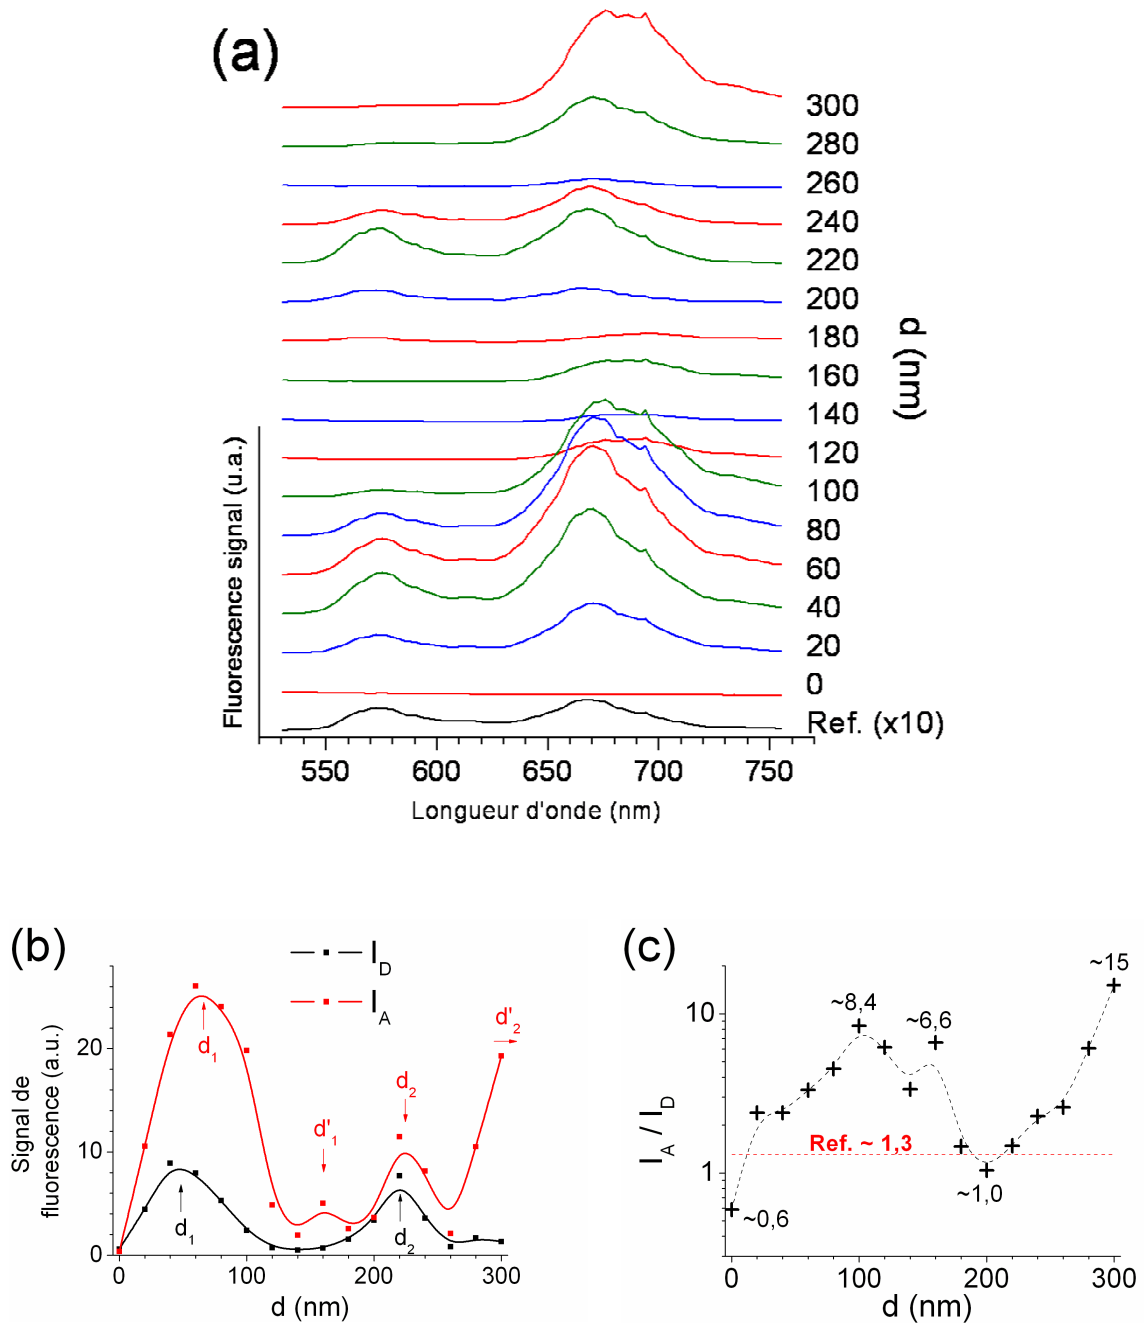 (a)
300
280
260
240
220
200
180
160
140
120
100
80
60
40
20
0
Ref. (x10)
d (nm)
Fluorescence signal (u.a.)
550 600 650 700 750
Longueur d'onde (nm)
(b)
I_D
I_A
Signal de
fluorescence (a.u.)
20
10
0
d_1
d'_1
d_2
d'_2
d_1
d_2
0 100 200 300
d (nm)
(c)
I_A / I_D
10
1
~15
~8,4
~6,6
Ref. ~ 1,3
~1,0
~0,6
0 100 200 300
d (nm)